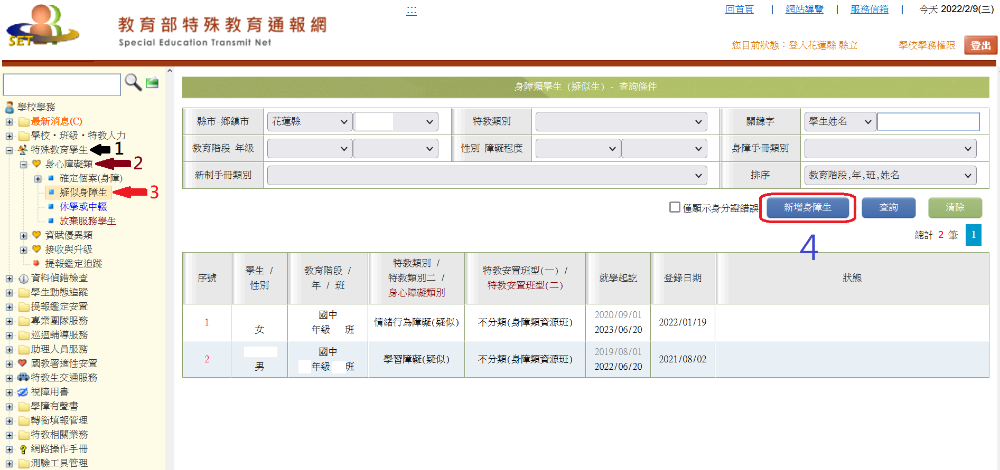 :::
回首頁 | 網站導覽 | 服務信箱 | 今天 2022/2/9(三)
SET
教育部特殊教育通報網
Special Education Transmit Net
您目前狀態：登入花蓮縣 縣立 學校學務權限 登出
學校學務
最新消息(C)
學校・班級・特教人力
特殊教育學生 1
身心障礙類 2
確定個案(身障)
疑似身障生 3
休學或中輟
放棄服務學生
資賦優異類
接收與升級
提報鑑定追蹤
資料偵錯檢查
學生動態追蹤
提報鑑定安置
專業團隊服務
巡迴輔導服務
助理人員服務
國教署適性安置
特教生交通服務
視障用書
學障有聲書
轉銜填報管理
特教相關業務
網路操作手冊
測驗工具管理
身障類學生 (疑似生) - 查詢條件
縣市-鄉鎮市 花蓮縣 特教類別 關鍵字 學生姓名
教育階段-年級 性別-障礙程度 身障手冊類別
新制手冊類別 排序 教育階段,年,班,姓名
僅顯示身分證錯誤 新增身障生 查詢 清除
4
總計 2 筆 1
序號 學生 / 性別 教育階段 / 年 / 班 特教類別 / 特教類別二 / 身心障礙類別 特教安置班型(一) / 特教安置班型(二) 就學起訖 登錄日期 狀態
1 女 國中 年級 班 情緒行為障礙(疑似) 不分類(身障類資源班) 2020/09/01 2023/06/20 2022/01/19
2 男 國中 年級 班 學習障礙(疑似) 不分類(身障類資源班) 2019/08/01 2022/06/20 2021/08/02